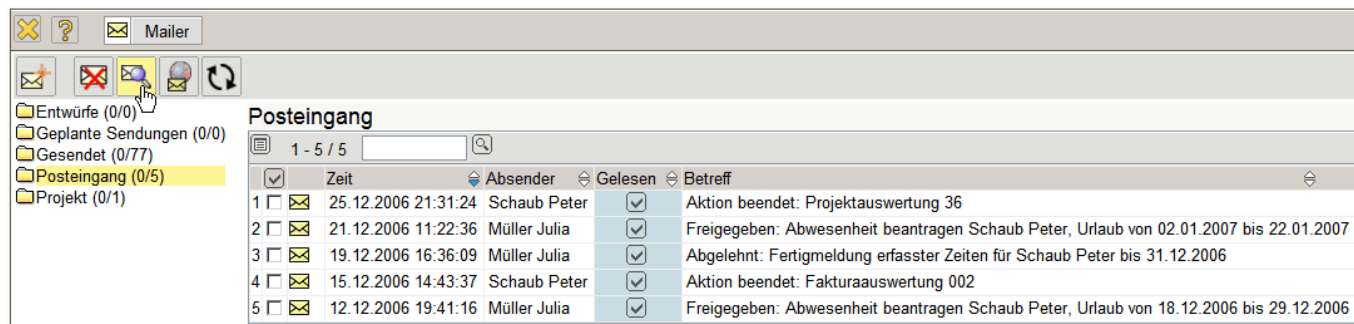 Mailer
Entwürfe (0/0)
Geplante Sendungen (0/0)
Gesendet (0/77)
Posteingang (0/5)
Projekt (0/1)
Posteingang
1 - 5 / 5
Zeit Absender Gelesen Betreff
1 25.12.2006 21:31:24 Schaub Peter Aktion beendet: Projektauswertung 36
2 21.12.2006 11:22:36 Müller Julia Freigegeben: Abwesenheit beantragen Schaub Peter, Urlaub von 02.01.2007 bis 22.01.2007
3 19.12.2006 16:36:09 Müller Julia Abgelehnt: Fertigmeldung erfasster Zeiten für Schaub Peter bis 31.12.2006
4 15.12.2006 14:43:37 Schaub Peter Aktion beendet: Fakturaauswertung 002
5 12.12.2006 19:41:16 Müller Julia Freigegeben: Abwesenheit beantragen Schaub Peter, Urlaub von 18.12.2006 bis 29.12.2006